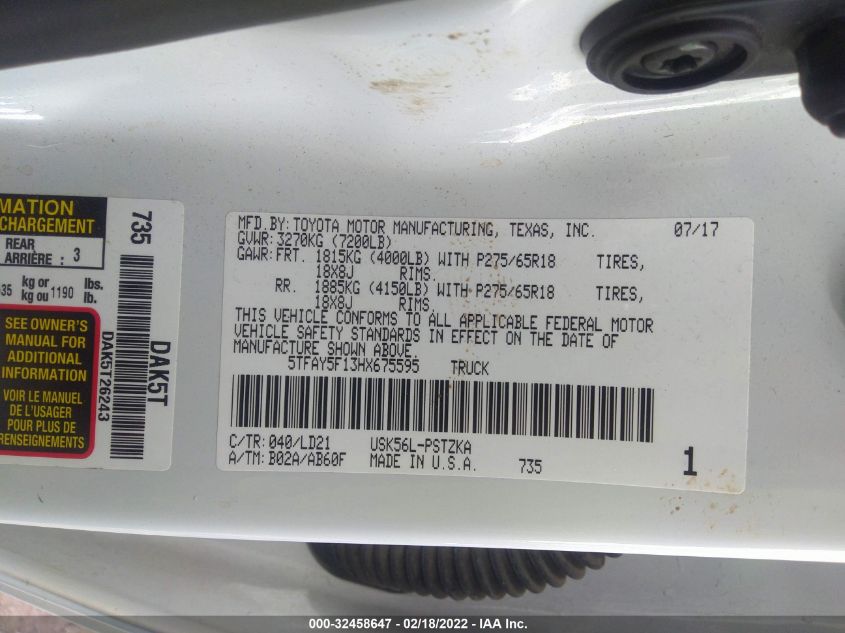 MATION
CHARGEMENT
REAR
ARRIÈRE : 3
35 kg or 1190 lbs.
kg ou lb.
SEE OWNER'S
MANUAL FOR
ADDITIONAL
INFORMATION
VOIR LE MANUEL
DE L'USAGER
POUR PLUS DE
RENSEIGNEMENTS
735
DAK5T
DAK5T26243
MFD.BY:TOYOTA MOTOR MANUFACTURING, TEXAS, INC. 07/17
GVWR:3270KG (7200LB)
GAWR:FRT. 1815KG (4000LB) WITH P275/65R18 TIRES,
18X8J RIMS.
RR. 1885KG (4150LB) WITH P275/65R18 TIRES,
18X8J RIMS.
THIS VEHICLE CONFORMS TO ALL APPLICABLE FEDERAL MOTOR
VEHICLE SAFETY STANDARDS IN EFFECT ON THE DATE OF
MANUFACTURE SHOWN ABOVE.
5TFAY5F13HX675595 TRUCK
C/TR:040/LD21 USK56L-PSTZKA
A/TM:B02A/AB60F MADE IN U.S.A. 735 1
000-32458647 - 02/18/2022 - IAA Inc.